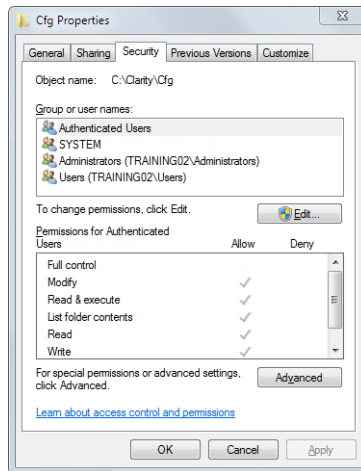 Cfg Properties
General Sharing Security Previous Versions Customize
Object name: C:\Clarity\Cfg
Group or user names:
Authenticated Users
SYSTEM
Administrators (TRAINING02\Administrators)
Users (TRAINING02\Users)
To change permissions, click Edit.
Edit...
Permissions for Authenticated
Users Allow Deny
Full control
Modify
Read & execute
List folder contents
Read
Write
For special permissions or advanced settings,
click Advanced.
Advanced
Learn about access control and permissions
OK Cancel Apply